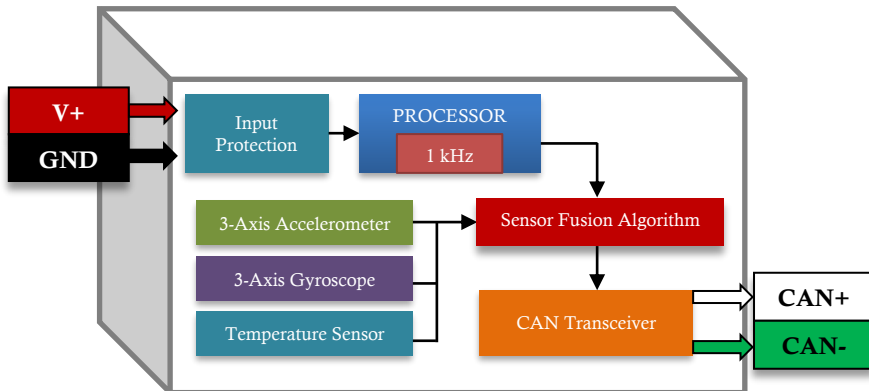 V+
GND
Input
Protection
PROCESSOR
1 kHz
3-Axis Accelerometer
3-Axis Gyroscope
Temperature Sensor
Sensor Fusion Algorithm
CAN Transceiver
CAN+
CAN-